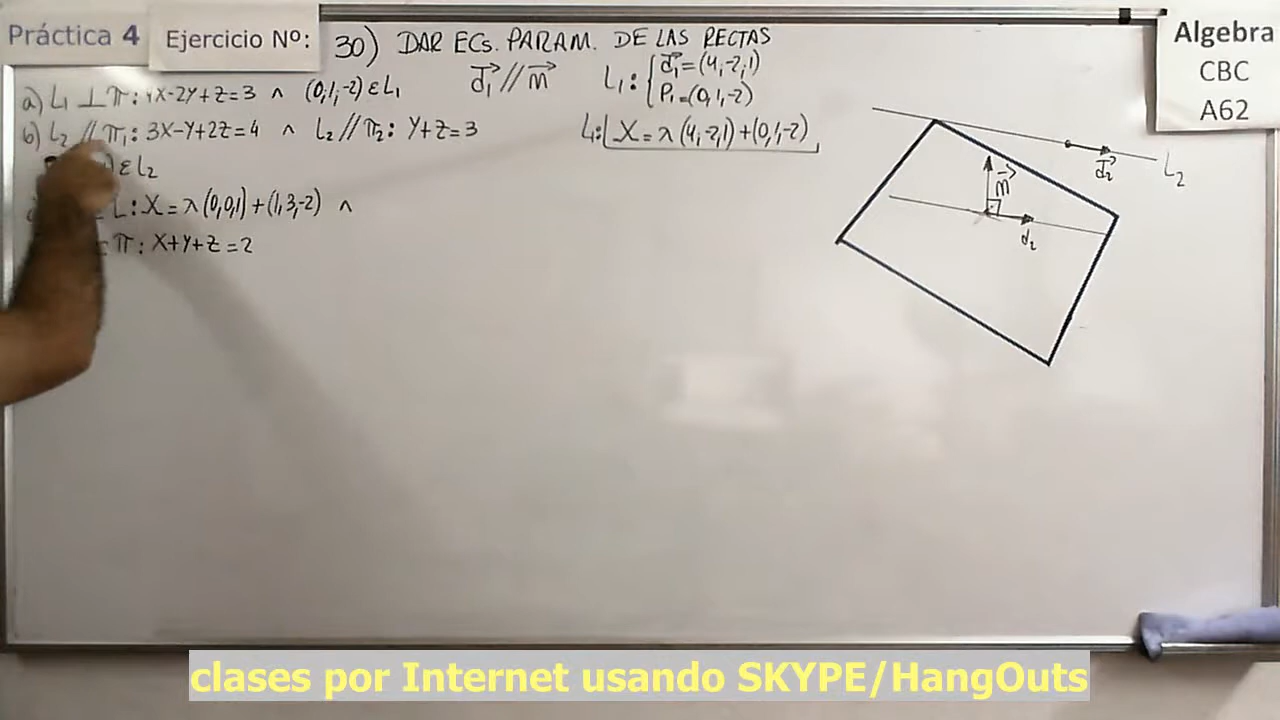 Práctica 4 Ejercicio Nº: 30) DAR ECs. PARAM. DE LAS RECTAS
Algebra
CBC
A62
a) L₁ ⊥ π: 4X-2Y+Z=3 ∧ (0,1,-2) ε L₁
b) L₂ // π₁: 3X-Y+2Z=4 ∧ L₂ // π₂: Y+Z=3
) ε L₂
L: X=λ(0,0,1)+(1,3,-2) ∧
π: X+Y+Z=2
d₁ // n
L₁: { d₁=(4,-2,1)
P₁=(0,1,-2)
L₁: X=λ(4,-2,1)+(0,1,-2)
d₂
L₂
n
d₂
clases por Internet usando SKYPE/HangOuts